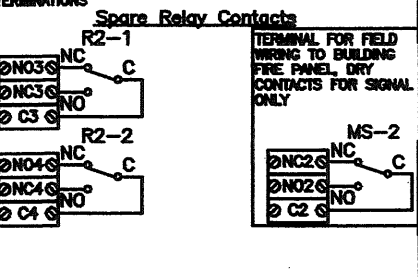 TERMINATIONS
Spare Relay Contacts
R2-1
NO3 NC
C
NC3
NO
C3
R2-2
NO4 NC
C
NC4
NO
C4
TERMINAL FOR FIELD
WIRING TO BUILDING
FIRE PANEL, DRY
CONTACTS FOR SIGNAL
ONLY
MS-2
NC2 NC
C
NO2
NO
C2